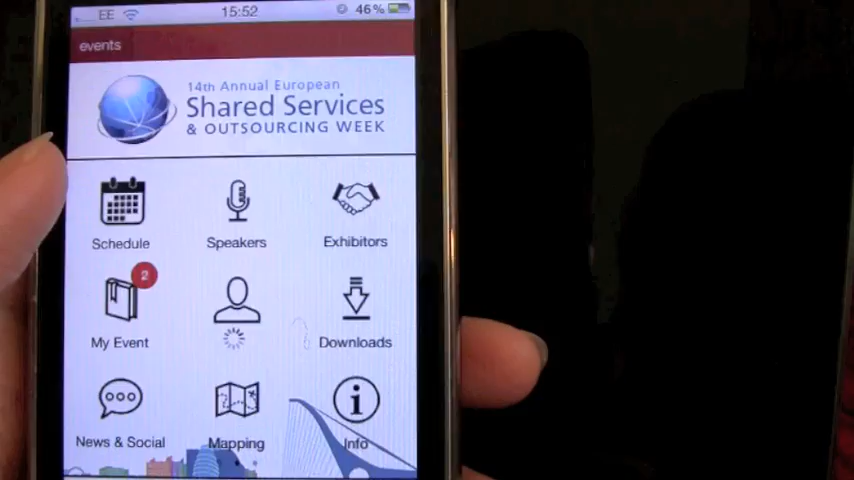 EE 15:52 46%
events
14th Annual European
Shared Services
& OUTSOURCING WEEK
Schedule Speakers Exhibitors
2
My Event Downloads
News & Social Mapping Info